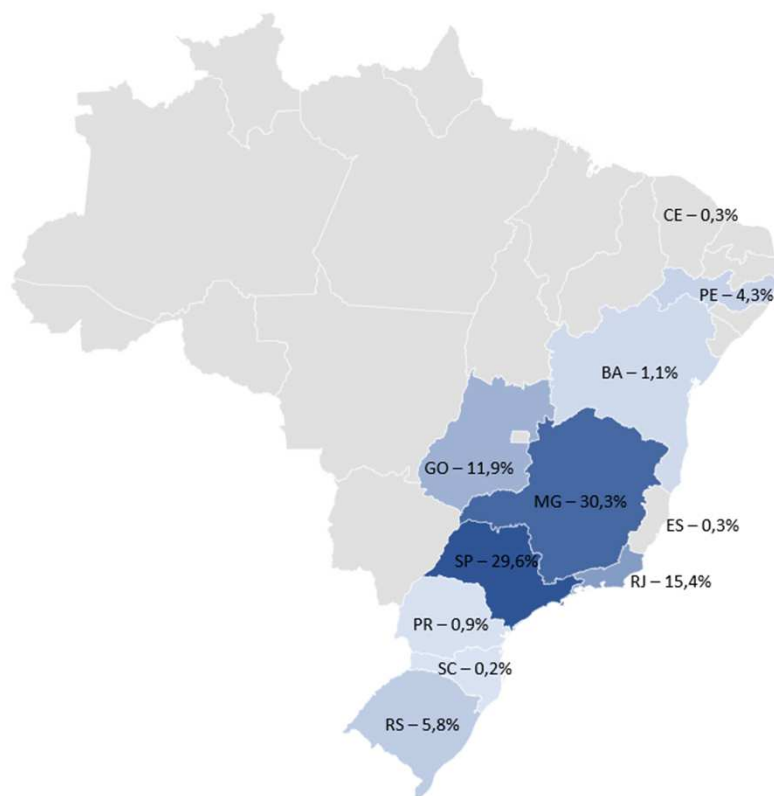 CE – 0,3%
PE – 4,3%
BA – 1,1%
GO – 11,9%
MG – 30,3%
ES – 0,3%
SP – 29,6%
RJ – 15,4%
PR – 0,9%
SC – 0,2%
RS – 5,8%